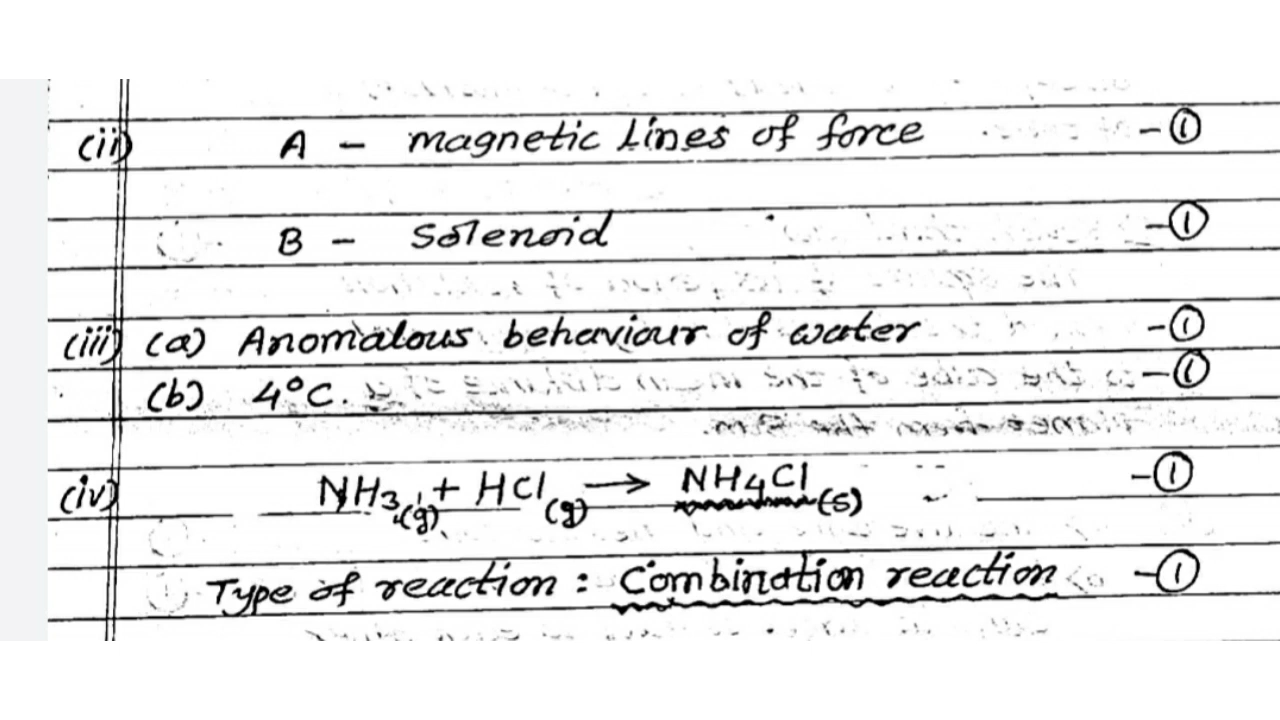 (ii) A - magnetic Lines of force -①
B - Solenoid -①
(iii) (a) Anomalous behaviour of water -①
(b) 4°C. -①
(iv) NH3(g) + HCl(g) → NH4Cl(s) -①
Type of reaction : Combination reaction -①